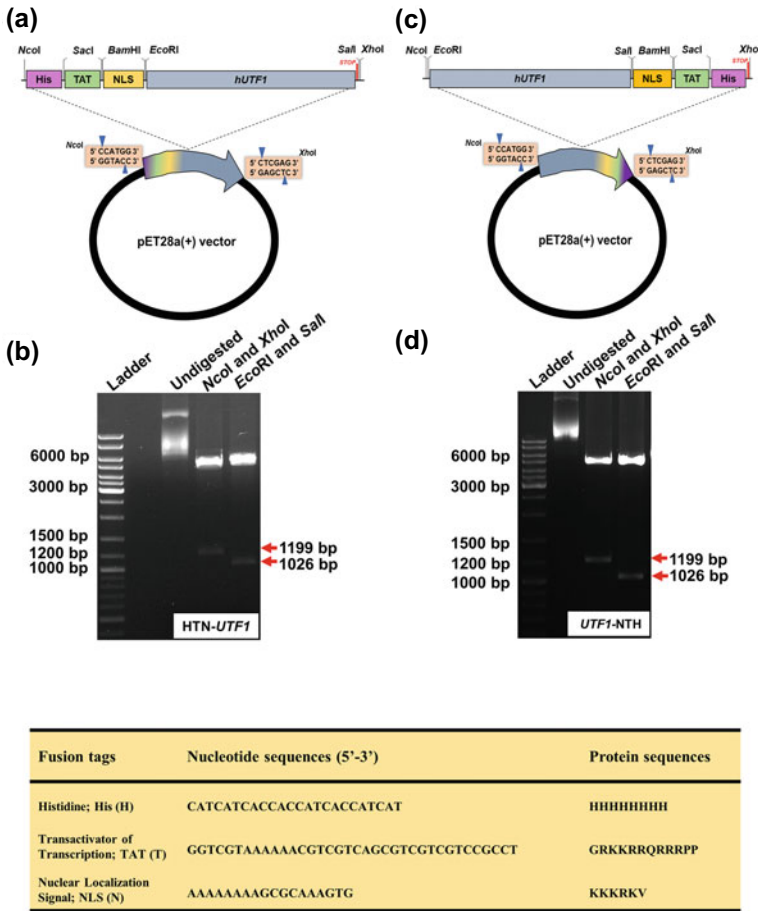 (a)
NcoI SacI BamHI EcoRI SalI XhoI
STOP
His TAT NLS hUTF1
NcoI
5' CCATGG 3'
5' GGTACC 3'
5' CTCGAG 3'
5' GAGCTC 3'
XhoI
pET28a(+) vector
(c)
NcoI EcoRI SalI BamHI SacI XhoI
STOP
hUTF1 NLS TAT His
NcoI
5' CCATGG 3'
5' GGTACC 3'
5' CTCGAG 3'
5' GAGCTC 3'
XhoI
pET28a(+) vector
(b)
Ladder
Undigested
NcoI and XhoI
EcoRI and SalI
6000 bp
3000 bp
1500 bp
1200 bp
1000 bp
1199 bp
1026 bp
HTN-UTF1
(d)
Ladder
Undigested
NcoI and XhoI
EcoRI and SalI
6000 bp
3000 bp
1500 bp
1200 bp
1000 bp
1199 bp
1026 bp
UTF1-NTH
Fusion tags Nucleotide sequences (5'-3') Protein sequences
Histidine; His (H) CATCATCACCACCATCACCATCAT HHHHHHHH
Transactivator of
Transcription; TAT (T) GGTCGTAAAAAACGTCGTCAGCGTCGTCGTCCGCCT GRKKRRQRRRPP
Nuclear Localization
Signal; NLS (N) AAAAAAAAGCGCAAAGTG KKKRKV